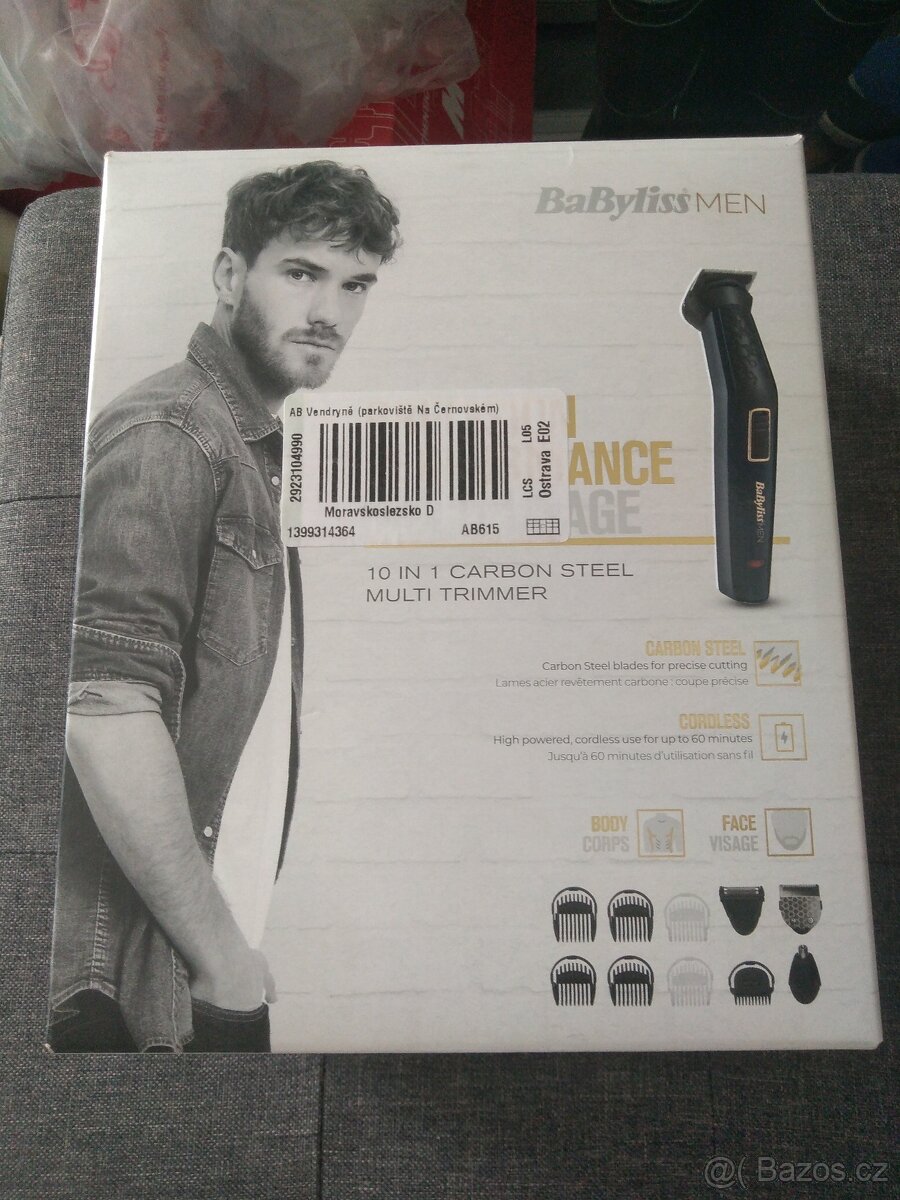 BaByliss MEN
AB Vendryně (parkoviště Na Černovském)
2923104990
LCS L05
Ostrava E02
Moravskoslezsko D
1399314364 AB615
ANCE
AGE
10 IN 1 CARBON STEEL
MULTI TRIMMER
BaByliss MEN
CARBON STEEL
Carbon Steel blades for precise cutting
Lames acier revêtement carbone : coupe précise
CORDLESS
High powered, cordless use for up to 60 minutes
Jusqu'à 60 minutes d'utilisation sans fil
BODY
CORPS
FACE
VISAGE
@( Bazos.cz